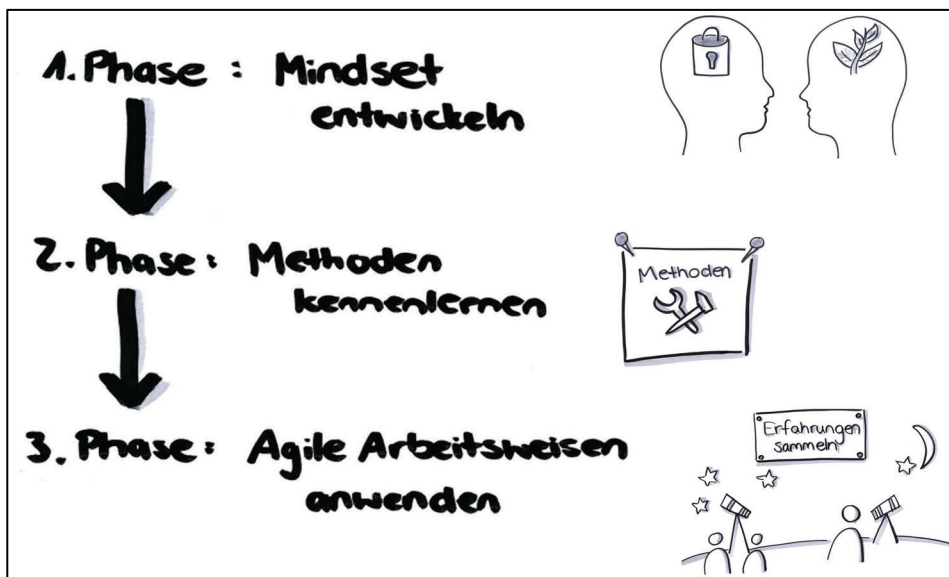 1. Phase : Mindset
entwickeln
2. Phase : Methoden
kennenlernen
Methoden
3. Phase : Agile Arbeitsweisen
anwenden
Erfahrungen
sammeln